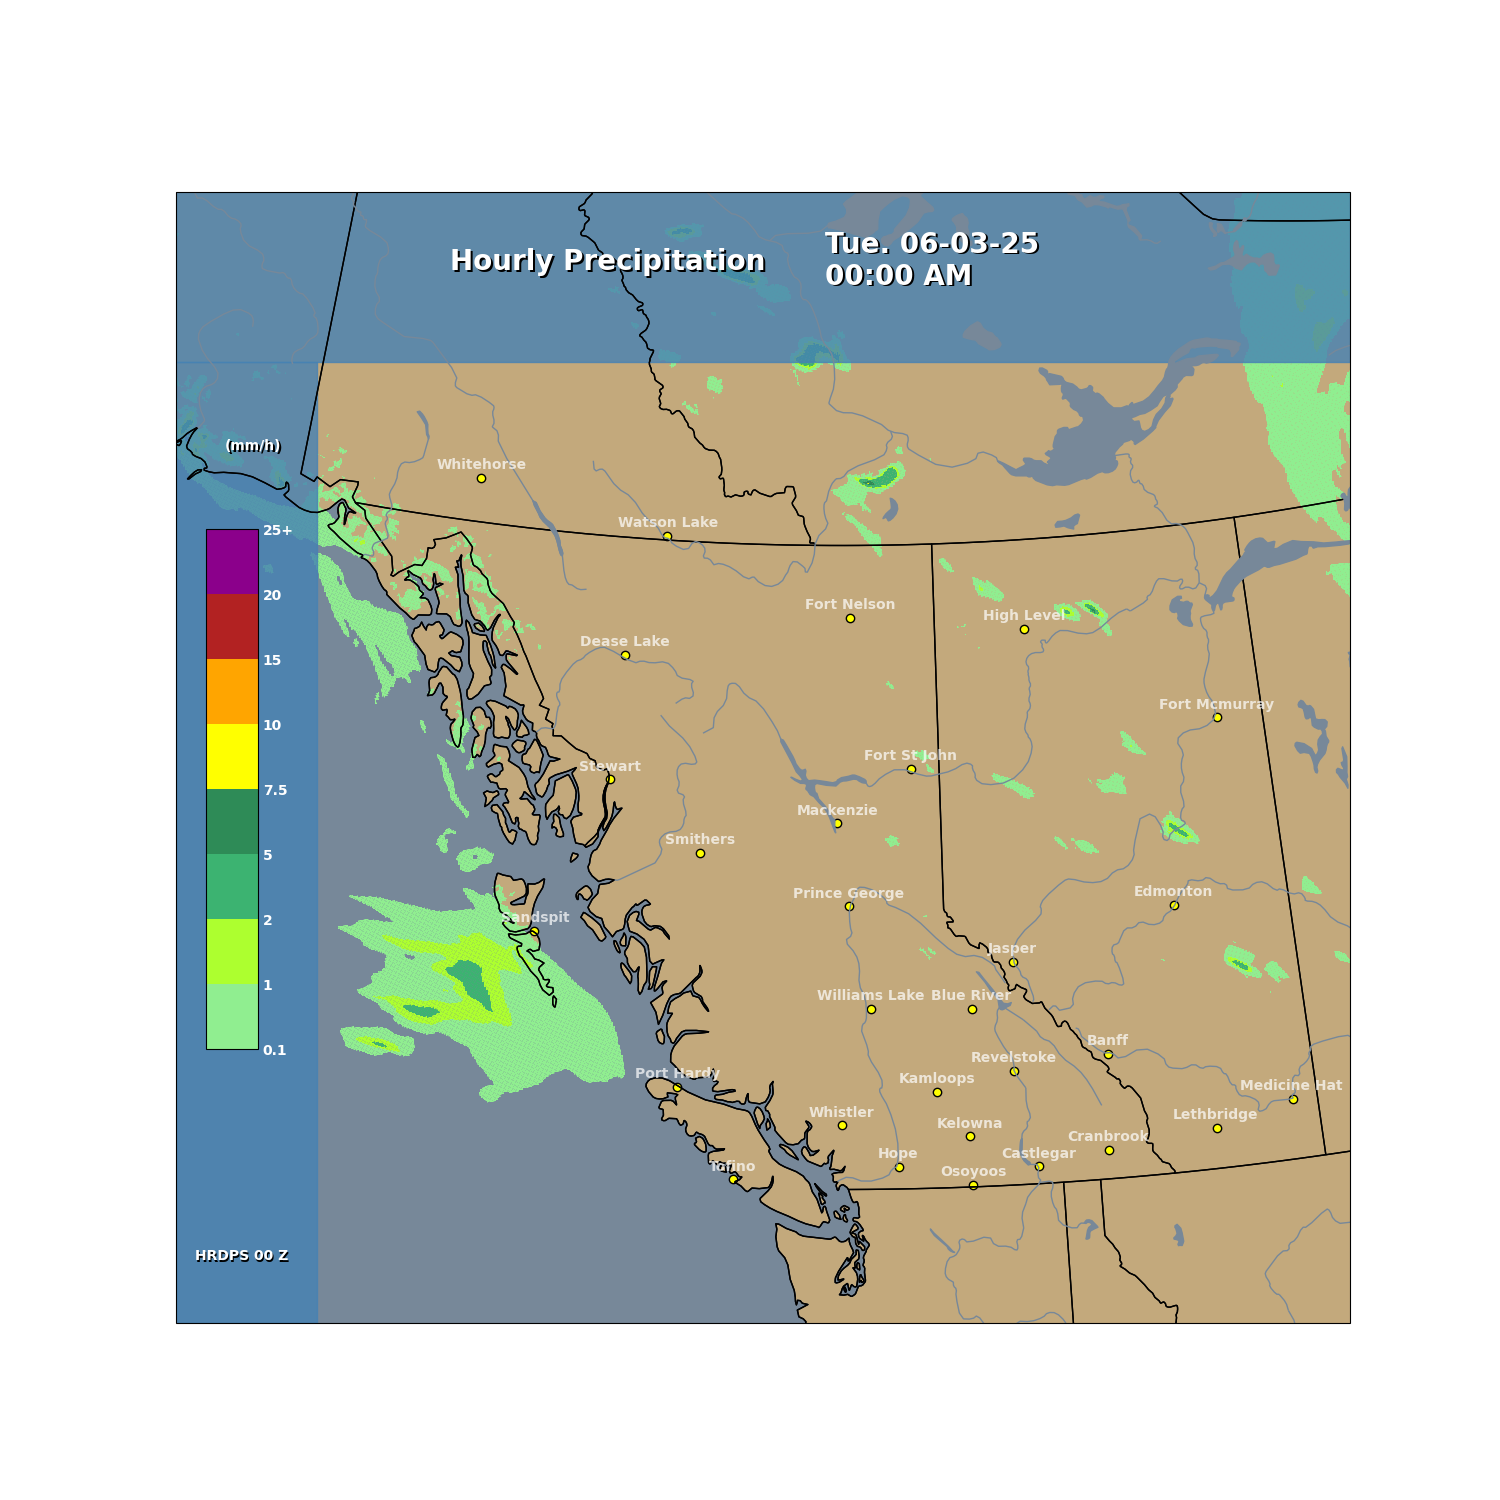 Hourly Precipitation
Tue. 06-03-25
00:00 AM
(mm/h)
25+
20
15
10
7.5
5
2
1
0.1
Whitehorse
Watson Lake
Fort Nelson
High Level
Dease Lake
Fort Mcmurray
Fort St John
Stewart
Mackenzie
Smithers
Prince George
Edmonton
Sandspit
Jasper
Williams Lake
Blue River
Banff
Revelstoke
Port Hardy
Kamloops
Medicine Hat
Whistler
Lethbridge
Kelowna
Cranbrook
Hope
Castlegar
Tofino
Osoyoos
HRDPS 00 Z